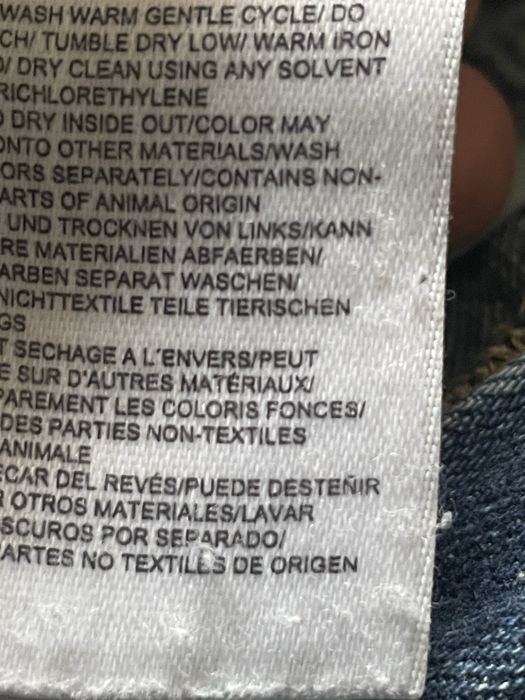 WASH WARM GENTLE CYCLE/ DO
CH/ TUMBLE DRY LOW/ WARM IRON
/ DRY CLEAN USING ANY SOLVENT
RICHLORETHYLENE
DRY INSIDE OUT/COLOR MAY
ONTO OTHER MATERIALS/WASH
ORS SEPARATELY/CONTAINS NON-
ARTS OF ANIMAL ORIGIN
UND TROCKNEN VON LINKS/KANN
RE MATERIALIEN ABFAERBEN/
ARBEN SEPARAT WASCHEN/
NICHTTEXTILE TEILE TIERISCHEN
GS
T SECHAGE A L'ENVERS/PEUT
E SUR D'AUTRES MATÉRIAUX/
PAREMENT LES COLORIS FONCES/
DES PARTIES NON-TEXTILES
ANIMALE
ECAR DEL REVÉS/PUEDE DESTEÑIR
R OTROS MATERIALES/LAVAR
SCUROS POR SEPARADO/
ARTES NO TEXTILES DE ORIGEN